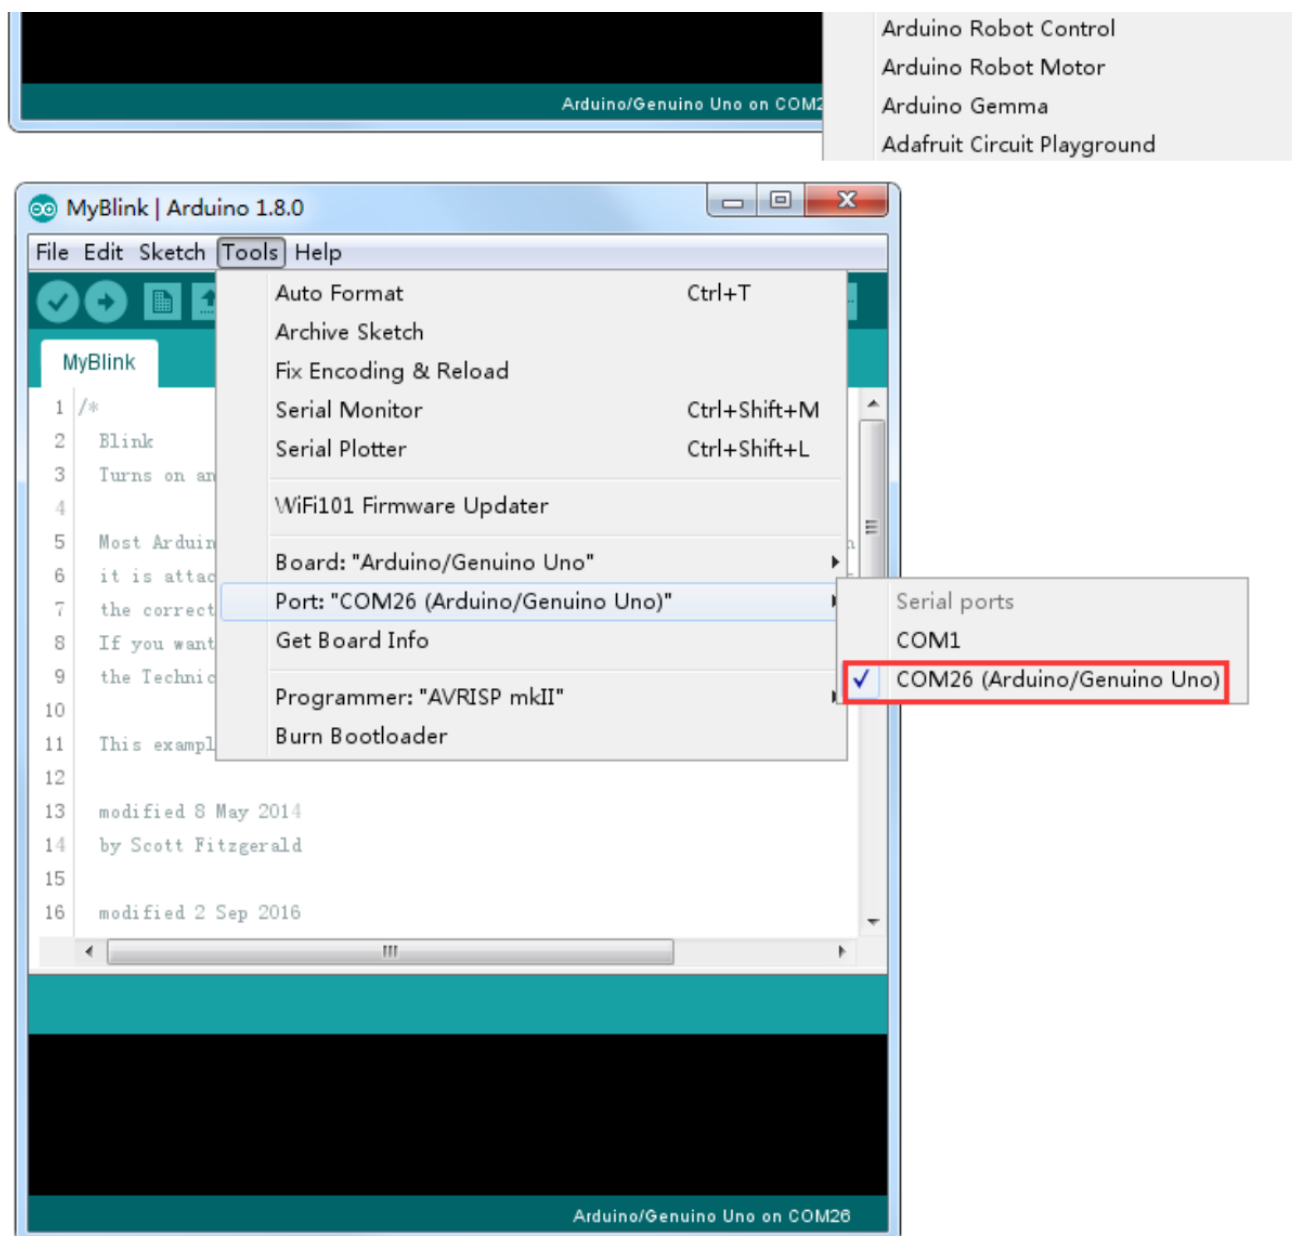 Arduino Robot Control
Arduino Robot Motor
Arduino Gemma
Adafruit Circuit Playground
Arduino/Genuino Uno on COM2
MyBlink | Arduino 1.8.0
File Edit Sketch Tools Help
Auto Format Ctrl+T
Archive Sketch
Fix Encoding & Reload
Serial Monitor Ctrl+Shift+M
Serial Plotter Ctrl+Shift+L
WiFi101 Firmware Updater
Board: "Arduino/Genuino Uno"
Port: "COM26 (Arduino/Genuino Uno)"
Get Board Info
Programmer: "AVRISP mkII"
Burn Bootloader
Serial ports
COM1
COM26 (Arduino/Genuino Uno)
MyBlink
1 /*
2 Blink
3 Turns on an
4
5 Most Arduin
6 it is attac
7 the correct
8 If you want
9 the Technic
10
11 This exampl
12
13 modified 8 May 2014
14 by Scott Fitzgerald
15
16 modified 2 Sep 2016
Arduino/Genuino Uno on COM26